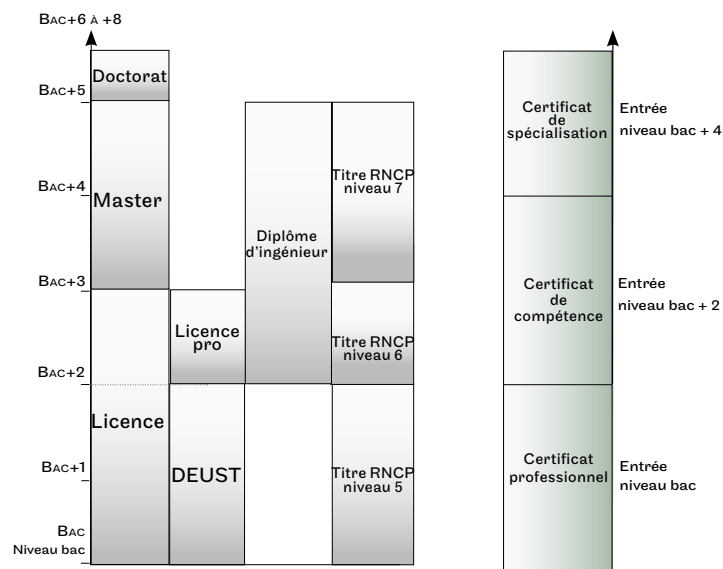 Bac+6 à +8
Doctorat
Bac+5
Master
Bac+4
Bac+3
Licence
Bac+2
Bac+1
Bac
Niveau bac
Licence
pro
DEUST
Diplôme
d'ingénieur
Titre RNCP
niveau 7
Titre RNCP
niveau 6
Titre RNCP
niveau 5
Certificat
de
spécialisation
Entrée
niveau bac + 4
Certificat
de
compétence
Entrée
niveau bac + 2
Certificat
professionnel
Entrée
niveau bac